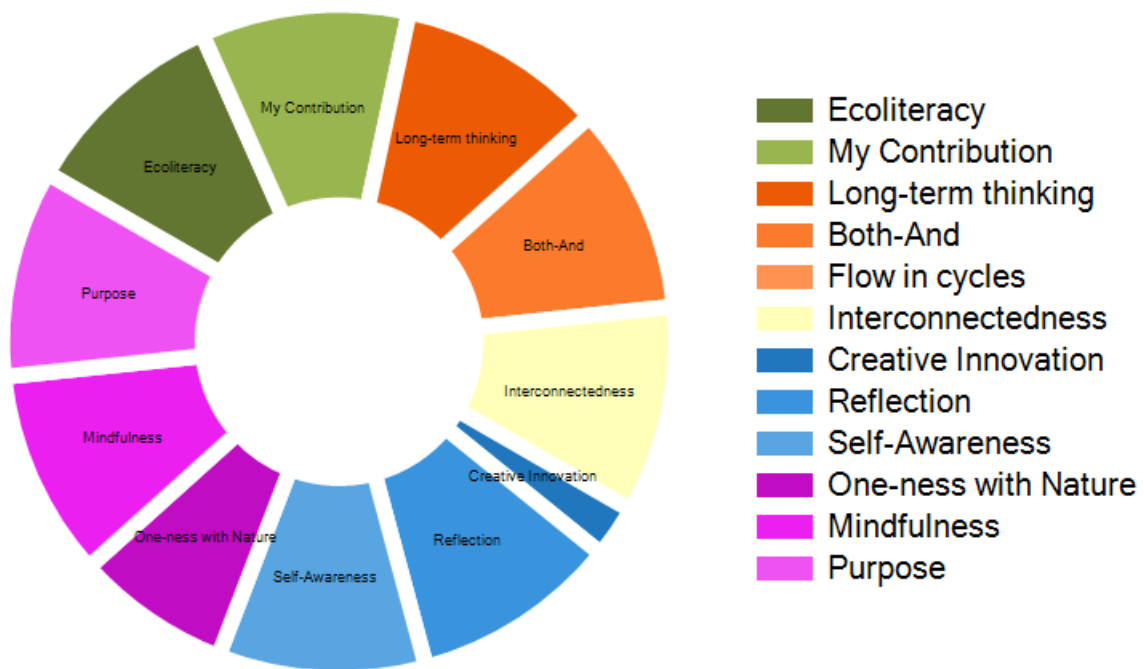 My Contribution
Long-term thinking
Ecoliteracy
Both-And
Purpose
Interconnectedness
Mindfulness
Creative Innovation
One-ness with Nature
Reflection
Self-Awareness
Ecoliteracy
My Contribution
Long-term thinking
Both-And
Flow in cycles
Interconnectedness
Creative Innovation
Reflection
Self-Awareness
One-ness with Nature
Mindfulness
Purpose